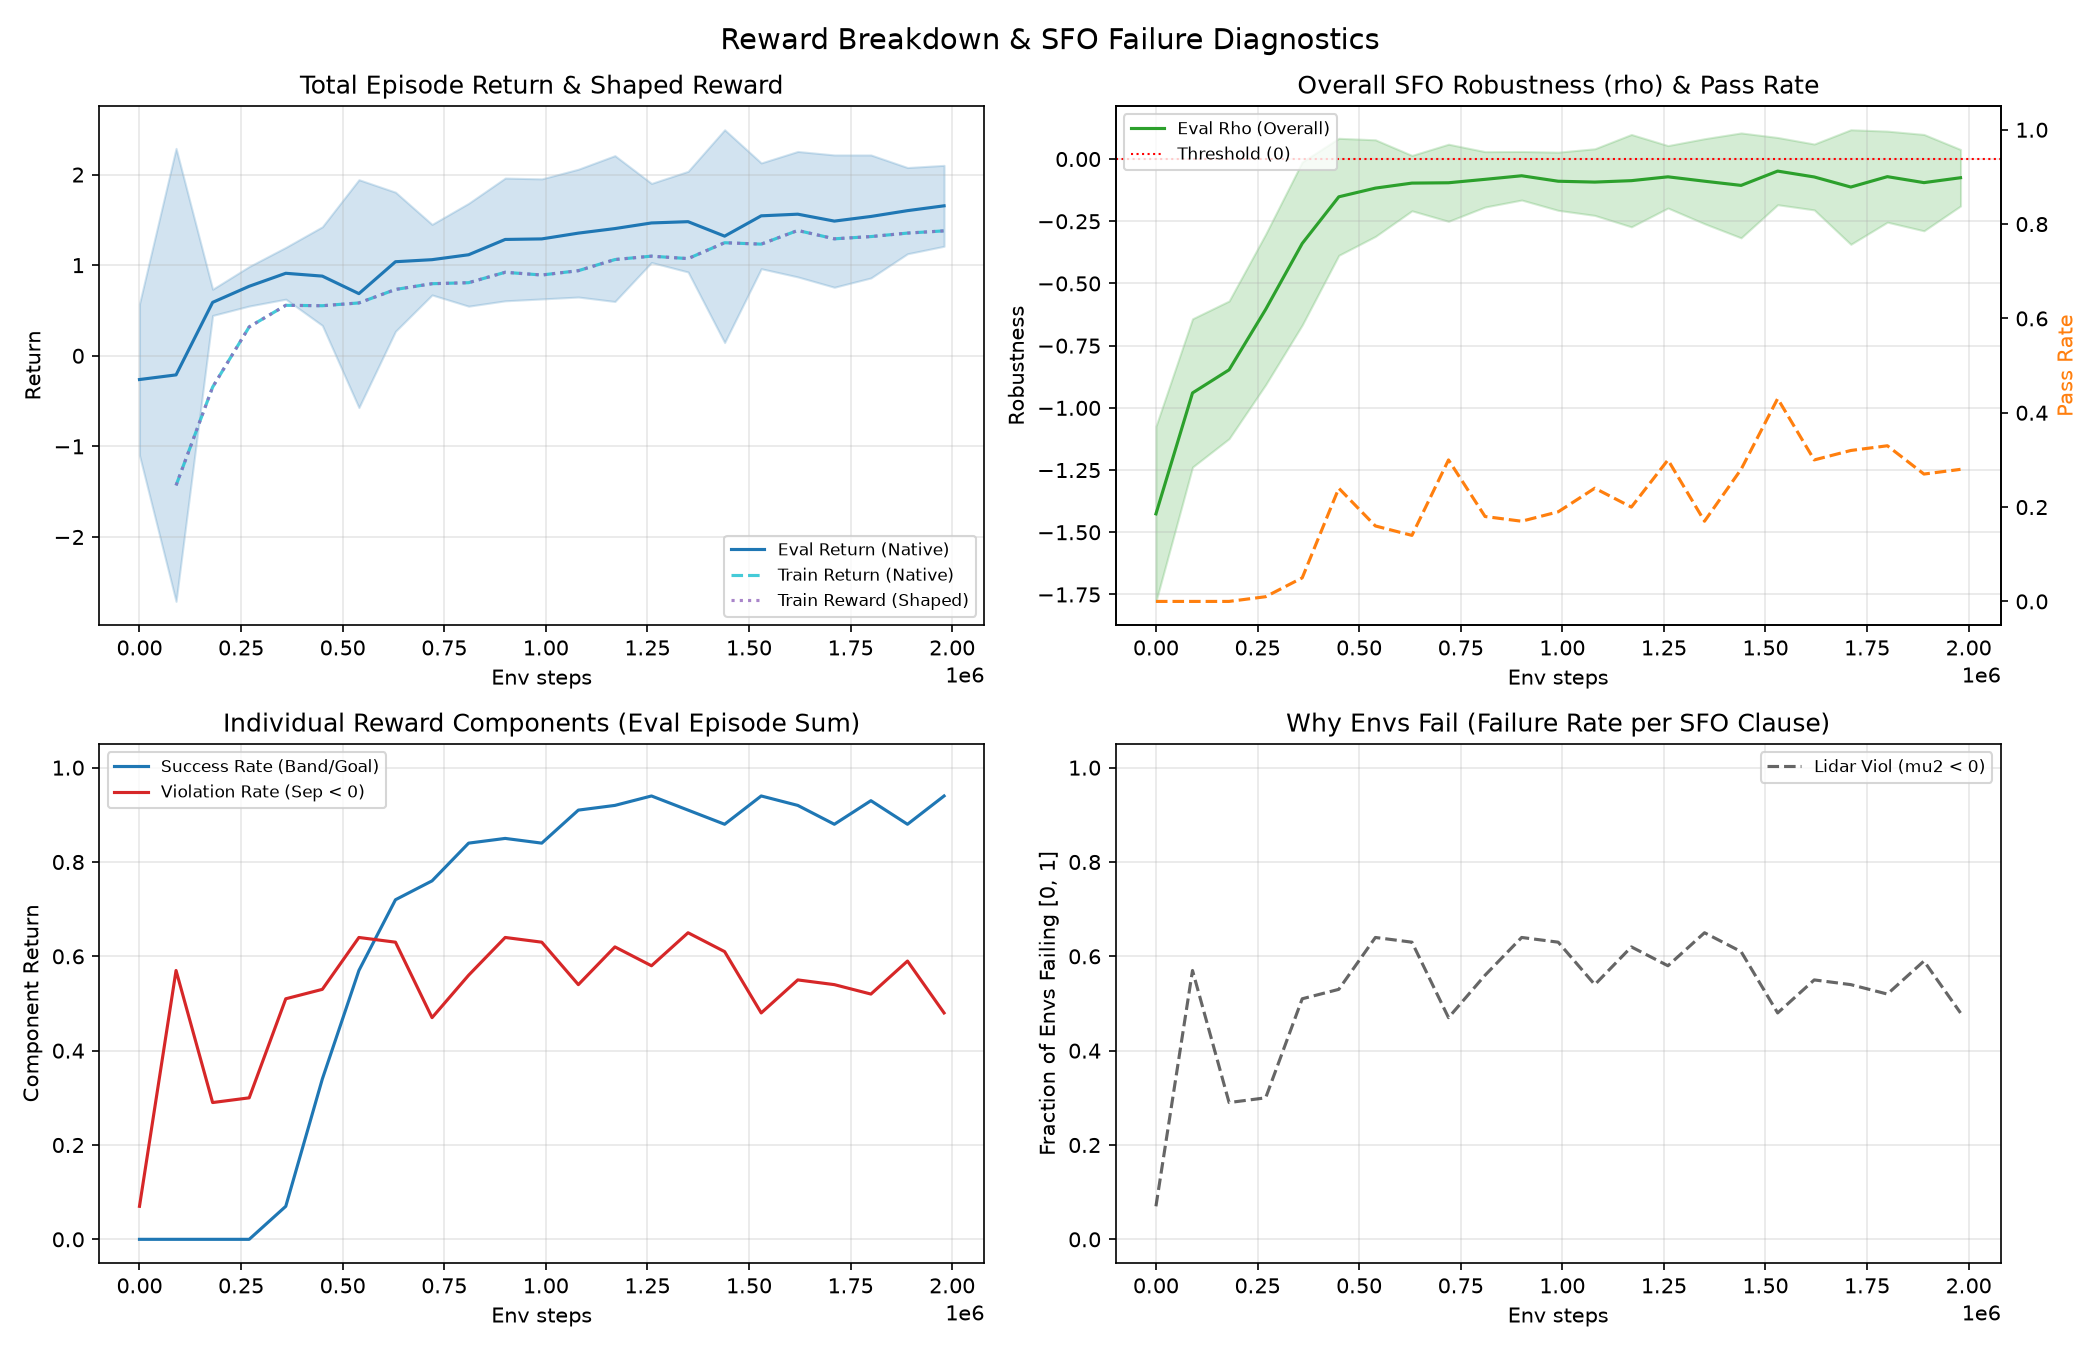 Reward Breakdown & SFO Failure Diagnostics
Total Episode Return & Shaped Reward
Return
2
1
0
−1
−2
Eval Return (Native)
Train Return (Native)
Train Reward (Shaped)
0.00 0.25 0.50 0.75 1.00 1.25 1.50 1.75 2.00
1e6
Env steps
Overall SFO Robustness (rho) & Pass Rate
Robustness
0.00
−0.25
−0.50
−0.75
−1.00
−1.25
−1.50
−1.75
Eval Rho (Overall)
Threshold (0)
1.0
0.8
0.6
0.4
0.2
0.0
Pass Rate
0.00 0.25 0.50 0.75 1.00 1.25 1.50 1.75 2.00
1e6
Env steps
Individual Reward Components (Eval Episode Sum)
Component Return
1.0
0.8
0.6
0.4
0.2
0.0
Success Rate (Band/Goal)
Violation Rate (Sep < 0)
0.00 0.25 0.50 0.75 1.00 1.25 1.50 1.75 2.00
1e6
Env steps
Why Envs Fail (Failure Rate per SFO Clause)
Fraction of Envs Failing [0, 1]
1.0
0.8
0.6
0.4
0.2
0.0
Lidar Viol (mu2 < 0)
0.00 0.25 0.50 0.75 1.00 1.25 1.50 1.75 2.00
1e6
Env steps